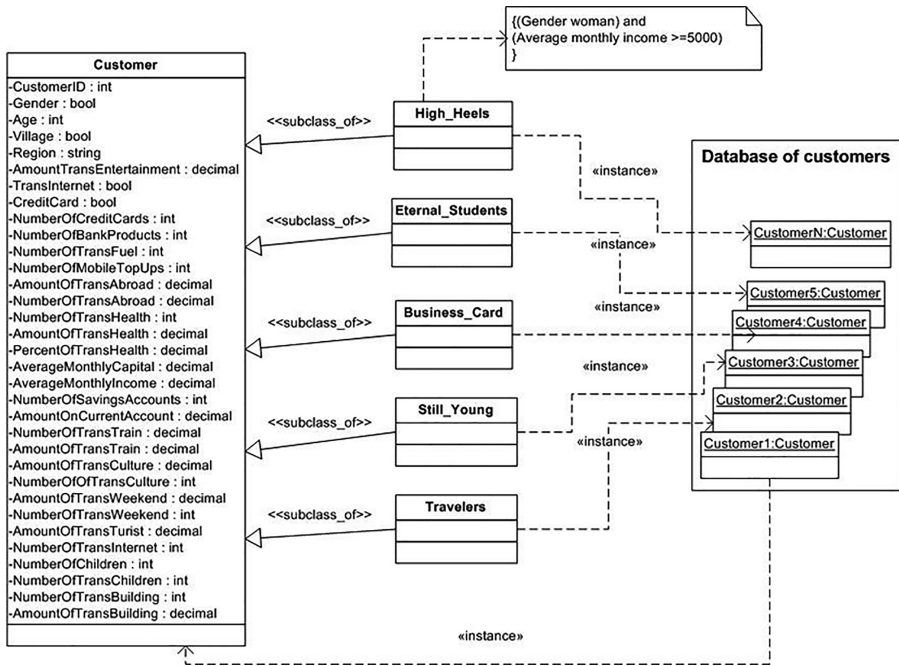 {(Gender woman) and
(Average monthly income >=5000)
}
Customer
-CustomerID : int
-Gender : bool
-Age : int
-Village : bool
-Region : string
-AmountTransEntertainment : decimal
-TransInternet : bool
-CreditCard : bool
-NumberOfCreditCards : int
-NumberOfBankProducts : int
-NumberOfTransFuel : int
-NumberOfMobileTopUps : int
-AmountOfTransAbroad : decimal
-NumberOfTransAbroad : decimal
-NumberOfTransHealth : int
-AmountOfTransHealth : decimal
-PercentOfTransHealth : decimal
-AverageMonthlyCapital : decimal
-AverageMonthlyIncome : decimal
-NumberOfSavingsAccounts : int
-AmountOnCurrentAccount : decimal
-NumberOfTransTrain : decimal
-AmountOfTransTrain : decimal
-AmountOfTransCulture : decimal
-NumberOfOfTransCulture : int
-AmountOfTransWeekend : decimal
-NumberOfTransWeekend : int
-AmountOfTransTurist : decimal
-NumberOfTransInternet : int
-NumberOfChildren : int
-NumberOfTransChildren : int
-NumberOfTransBuilding : int
-AmountOfTransBuilding : decimal
<<subclass_of>>
High_Heels
<<subclass_of>>
Eternal_Students
<<subclass_of>>
Business_Card
<<subclass_of>>
Still_Young
<<subclass_of>>
Travelers
«instance»
«instance»
«instance»
«instance»
«instance»
Database of customers
CustomerN:Customer
Customer5:Customer
Customer4:Customer
Customer3:Customer
Customer2:Customer
Customer1:Customer
«instance»